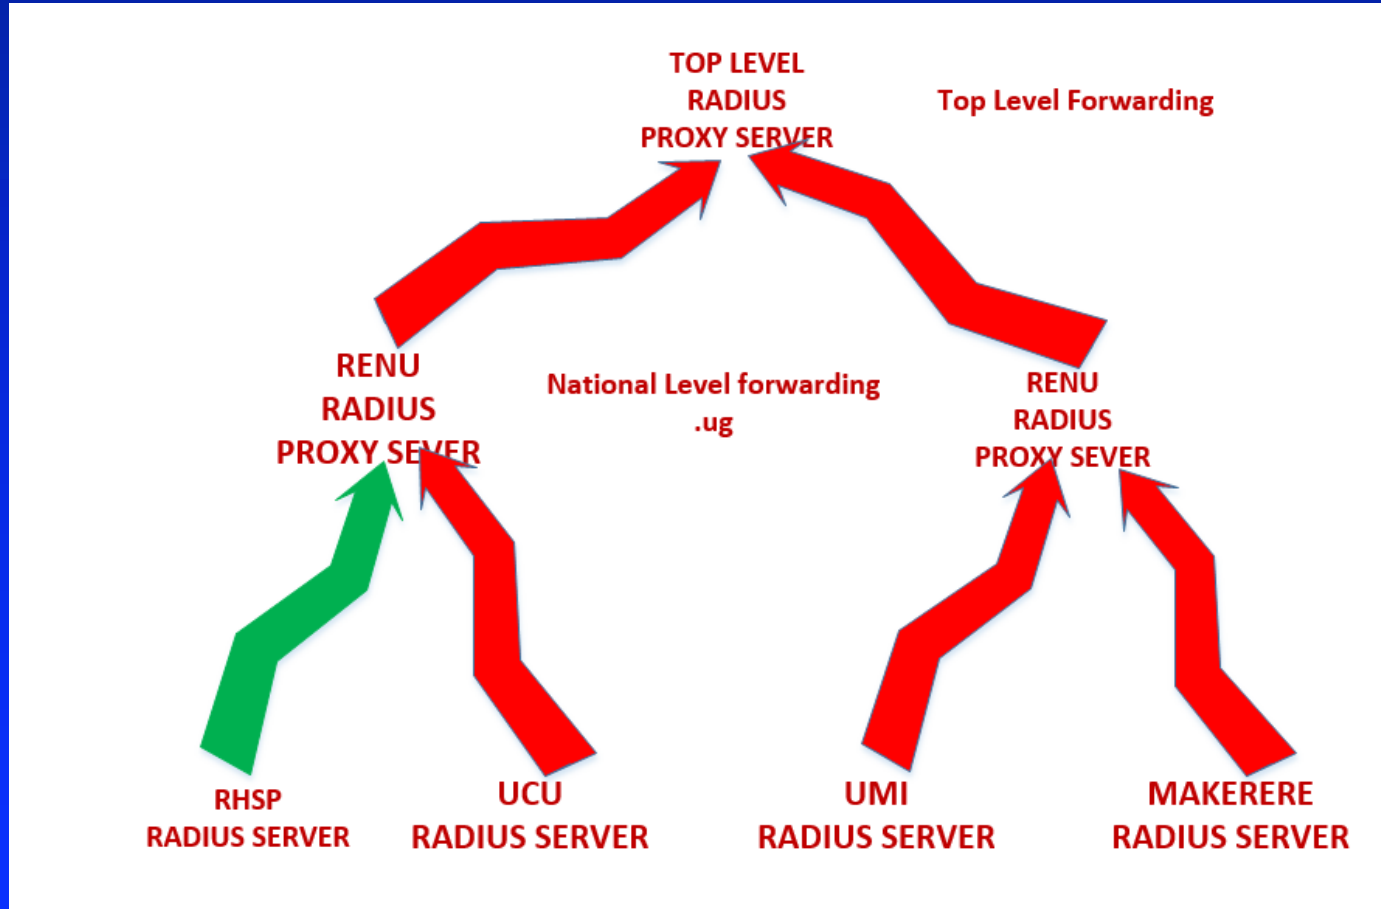 TOP LEVEL
RADIUS
PROXY SERVER
Top Level Forwarding
RENU
RADIUS
PROXY SEVER
National Level forwarding
.ug
RENU
RADIUS
PROXY SEVER
RHSP
RADIUS SERVER
UCU
RADIUS SERVER
UMI
RADIUS SERVER
MAKERERE
RADIUS SERVER